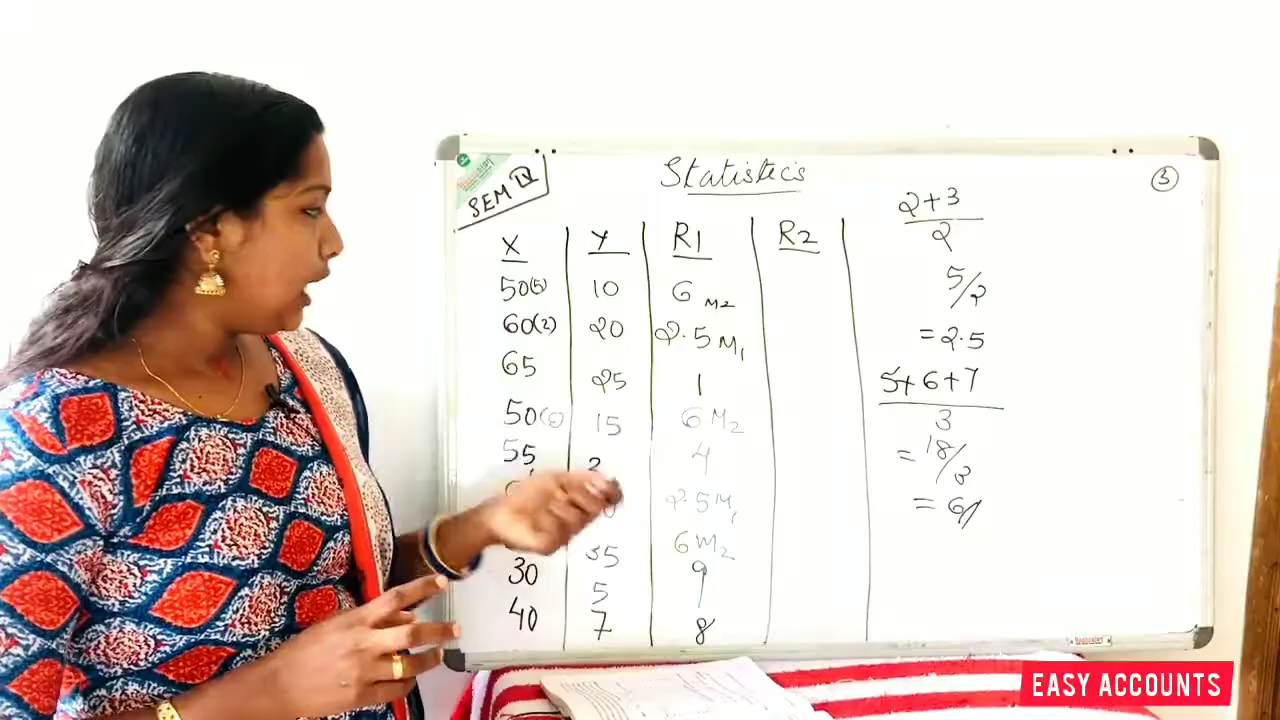 Statistics
3
SEM IV
X Y R1 R2
50(5) 10 6 M2
60(2) 20 2.5 M1
65 25 1
50 15 6 M2
55 4
2.5 M1
35 6 M2
30 5 9
40 7 8
2+3
2
5/2
= 2.5
5+6+7
3
= 18/3
= 6/
EASY ACCOUNTS